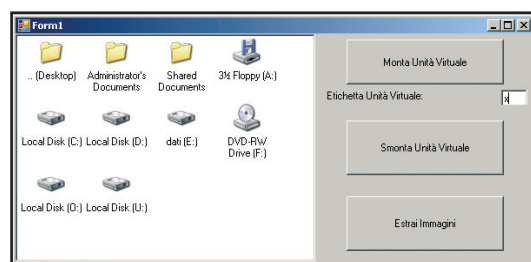 Form1
.. (Desktop)
Administrator's
Documents
Shared
Documents
3½ Floppy (A:)
Local Disk (C:)
Local Disk (D:)
dati (E:)
DVD-RW
Drive (F:)
Local Disk (O:)
Local Disk (U:)
Monta Unità Virtuale
Etichetta Unità Virtuale:
x
Smonta Unità Virtuale
Estrai Immagini